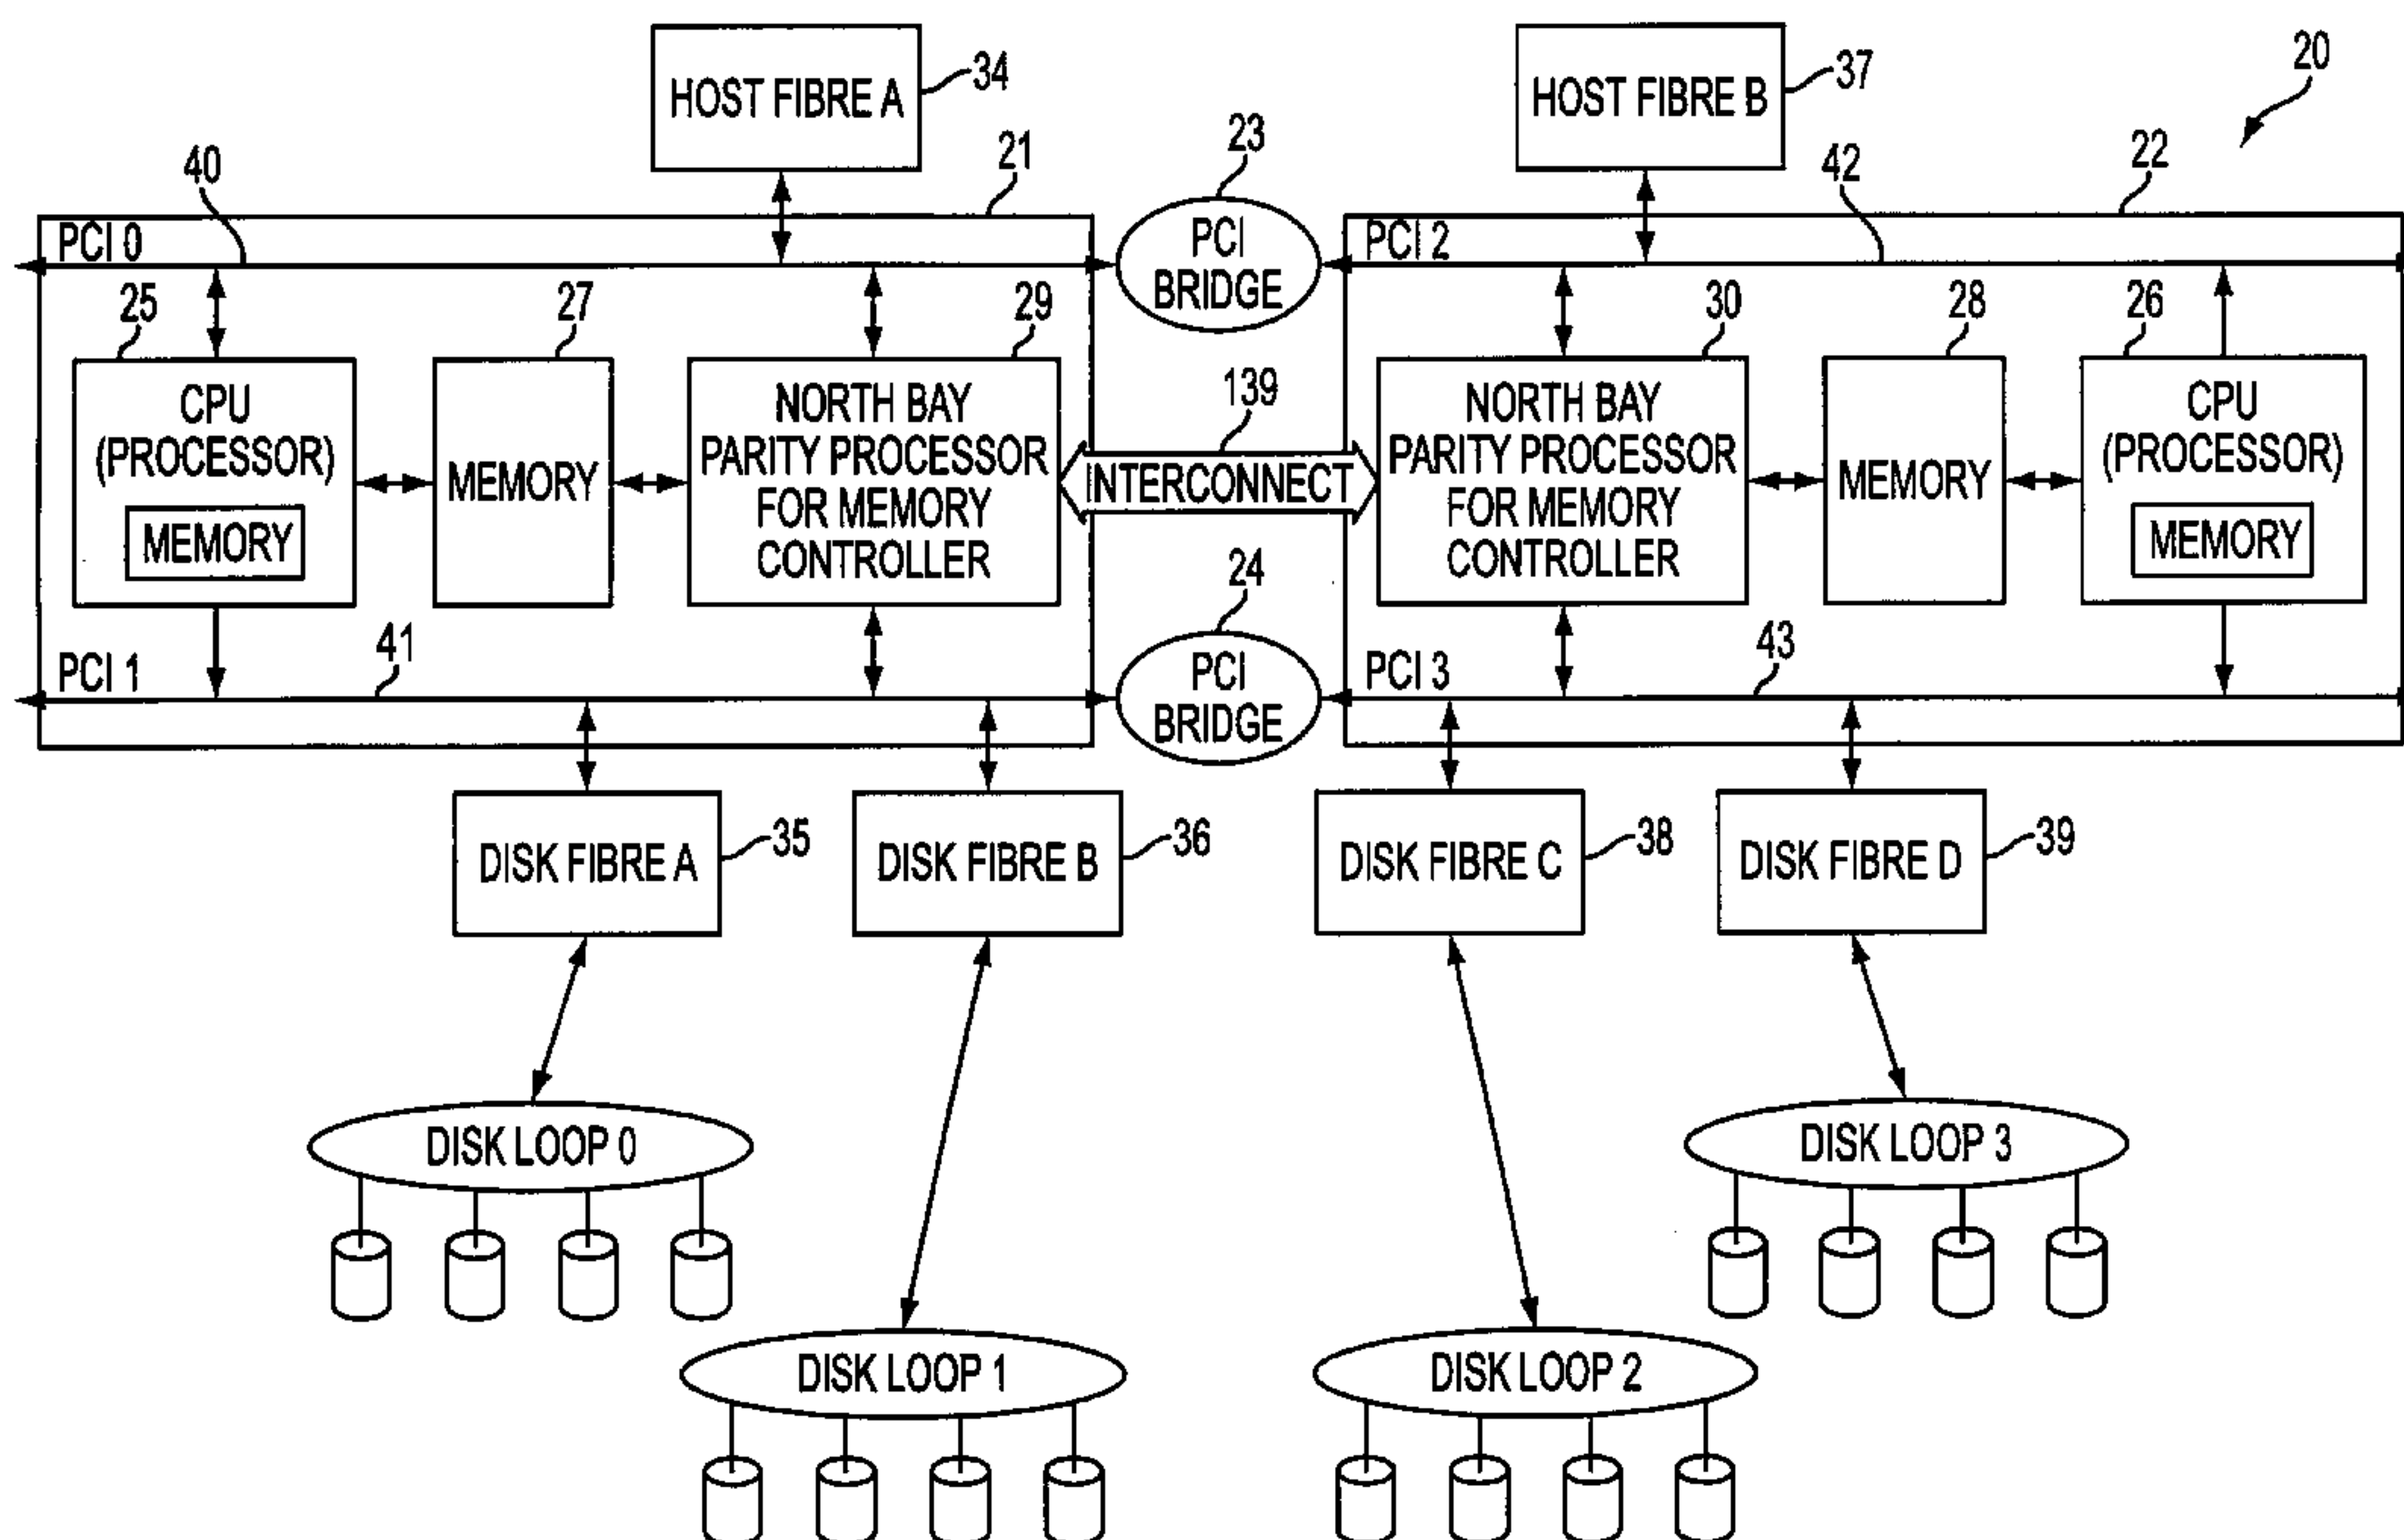 HOST FIBRE A
34
HOST FIBRE B
37
20
40
21
23
42
22
PCI 0
PCI
BRIDGE
PCI 2
25
27
29
30
28
26
CPU
(PROCESSOR)
MEMORY
MEMORY
NORTH BAY
PARITY PROCESSOR
FOR MEMORY
CONTROLLER
139
INTERCONNECT
NORTH BAY
PARITY PROCESSOR
FOR MEMORY
CONTROLLER
MEMORY
CPU
(PROCESSOR)
MEMORY
24
PCI 1
41
PCI
BRIDGE
PCI 3
43
DISK FIBRE A
35
DISK FIBRE B
36
DISK FIBRE C
38
DISK FIBRE D
39
DISK LOOP 0
DISK LOOP 3
DISK LOOP 1
DISK LOOP 2